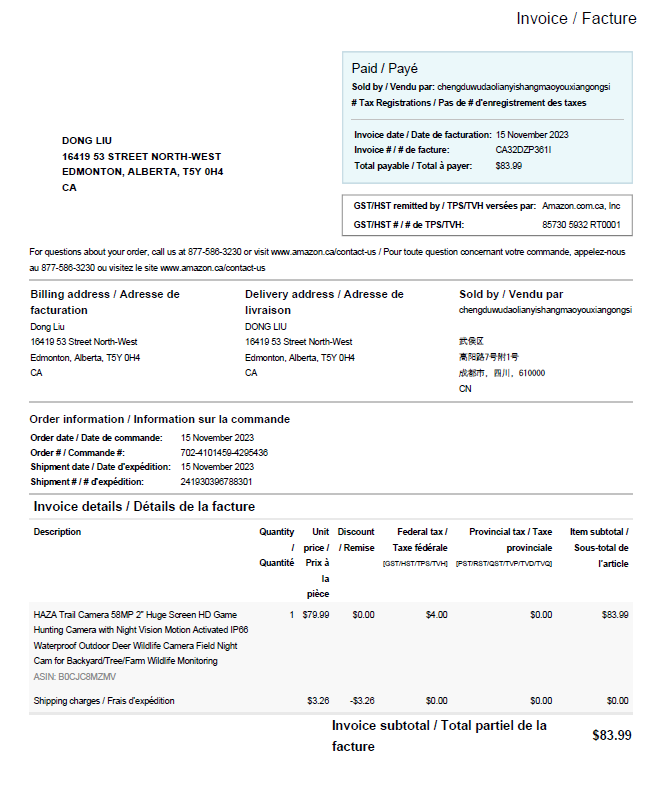 Invoice / Facture
Paid / Payé
Sold by / Vendu par: chengduwudaolianyishangmaoyouxiangongsi
# Tax Registrations / Pas de # d'enregistrement des taxes
Invoice date / Date de facturation: 15 November 2023
Invoice # / # de facture: CA32DZP361I
Total payable / Total à payer: $83.99
DONG LIU
16419 53 STREET NORTH-WEST
EDMONTON, ALBERTA, T5Y 0H4
CA
GST/HST remitted by / TPS/TVH versées par: Amazon.com.ca, Inc
GST/HST # / # de TPS/TVH: 85730 5932 RT0001
For questions about your order, call us at 877-586-3230 or visit www.amazon.ca/contact-us / Pour toute question concernant votre commande, appelez-nous
au 877-586-3230 ou visitez le site www.amazon.ca/contact-us
Billing address / Adresse de
facturation
Dong Liu
16419 53 Street North-West
Edmonton, Alberta, T5Y 0H4
CA
Delivery address / Adresse de
livraison
DONG LIU
16419 53 Street North-West
Edmonton, Alberta, T5Y 0H4
CA
Sold by / Vendu par
chengduwudaolianyishangmaoyouxiangongsi
武侯区
高阳路7号附1号
成都市，四川，610000
CN
Order information / Information sur la commande
Order date / Date de commande: 15 November 2023
Order # / Commande #: 702-4101459-4295436
Shipment date / Date d'expédition: 15 November 2023
Shipment # / # d'expédition: 241930396788301
Invoice details / Détails de la facture
Description
Quantity
/
Quantité
Unit
price /
Prix à
la
pièce
Discount
/ Remise
Federal tax /
Taxe fédérale
[GST/HST/TPS/TVH]
Provincial tax / Taxe
provinciale
[PST/RST/QST/TVP/TVD/TVQ]
Item subtotal /
Sous-total de
l'article
HAZA Trail Camera 58MP 2" Huge Screen HD Game 1 $79.99 $0.00 $4.00 $0.00 $83.99
Hunting Camera with Night Vision Motion Activated IP66
Waterproof Outdoor Deer Wildlife Camera Field Night
Cam for Backyard/Tree/Farm Wildlife Monitoring
ASIN: B0CJC8MZMV
Shipping charges / Frais d'expédition $3.26 -$3.26 $0.00 $0.00 $0.00
Invoice subtotal / Total partiel de la
facture
$83.99